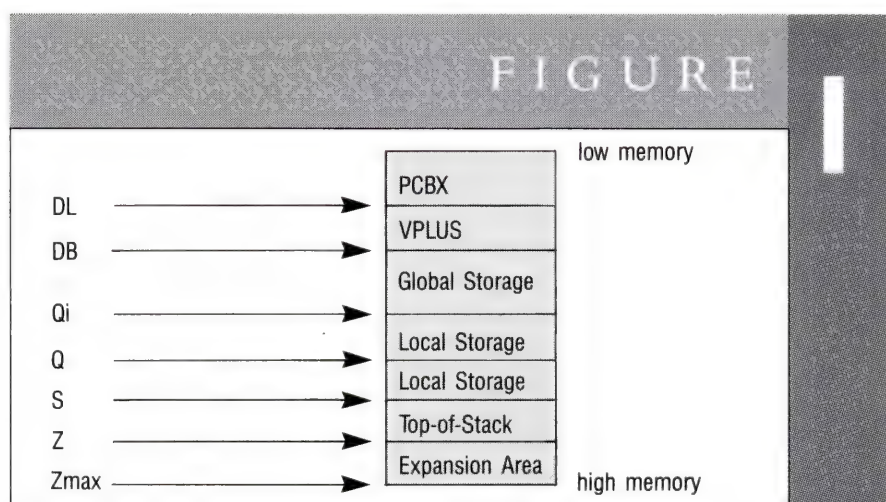 FIGURE
1
low memory
PCBX
DL
VPLUS
DB
Global Storage
Qi
Local Storage
Q
Local Storage
S
Top-of-Stack
Z
Expansion Area
Zmax
high memory